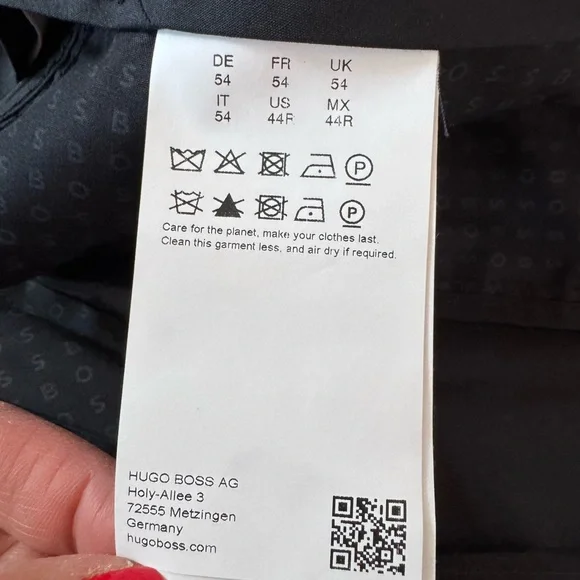 DE FR UK
54 54 54
IT US MX
54 44R 44R
P
P
Care for the planet, make your clothes last.
Clean this garment less, and air dry if required.
HUGO BOSS AG
Holy-Allee 3
72555 Metzingen
Germany
hugoboss.com